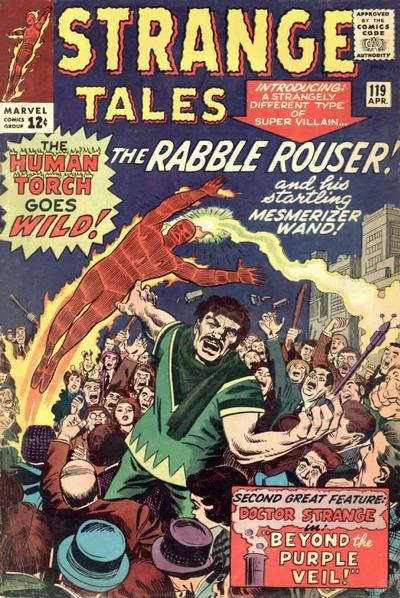 STRANGE
TALES
APPROVED
BY THE
COMICS
CODE
AUTHORITY
MARVEL
COMICS
GROUP
12¢
119
APR.
INTRODUCING:
A STRANGELY
DIFFERENT TYPE
OF
SUPER VILLAIN...
THE
HUMAN
TORCH
GOES
WILD!
THE RABBLE ROUSER!
and his
startling
MESMERIZER
WAND!
SECOND GREAT FEATURE:
DOCTOR STRANGE
in:
"BEYOND the
PURPLE
VEIL!"